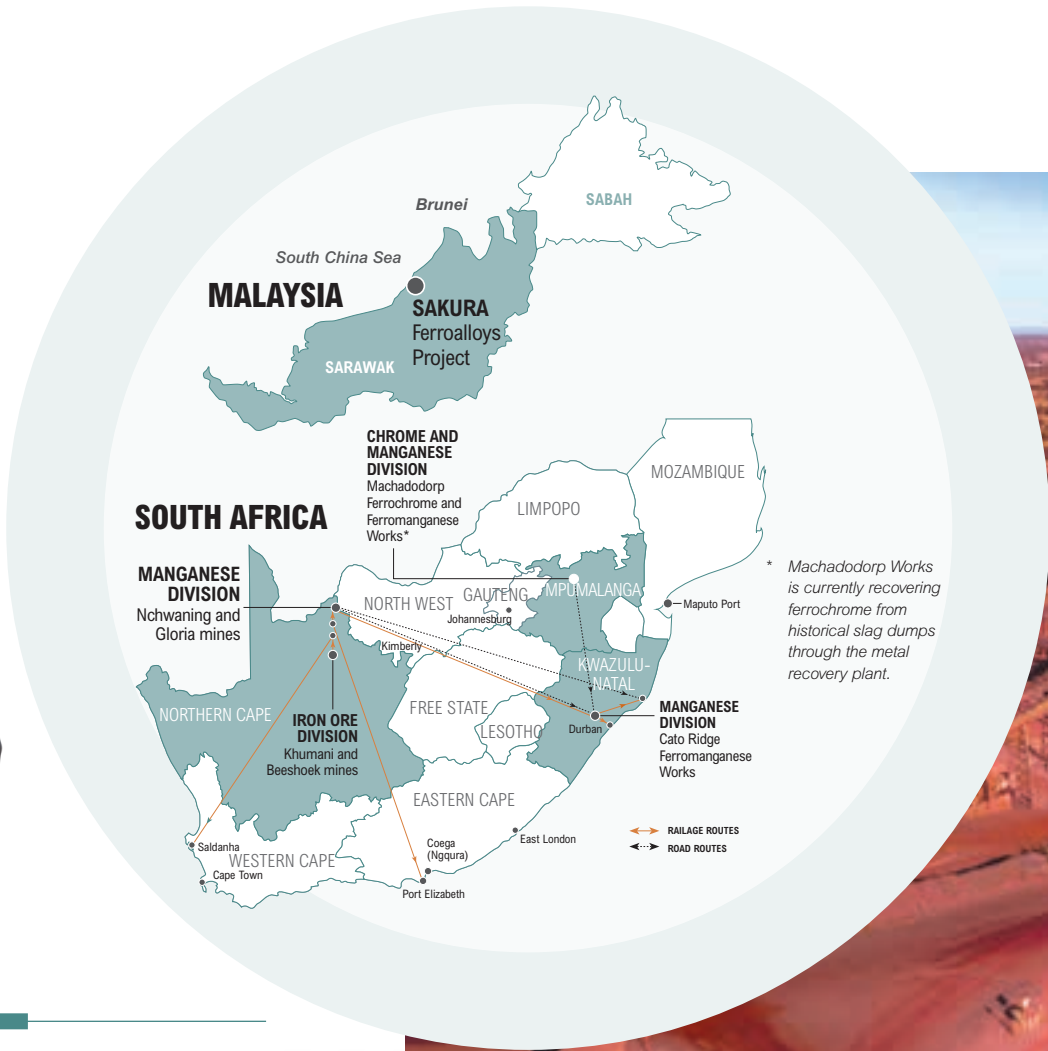 SABAH
Brunei
South China Sea
MALAYSIA
SAKURA
Ferroalloys
Project
SARAWAK
CHROME AND
MANGANESE
DIVISION
Machadodorp
Ferrochrome and
Ferromanganese
Works*
MOZAMBIQUE
LIMPOPO
SOUTH AFRICA
MANGANESE
DIVISION
Nchwaning and
Gloria mines
NORTH WEST
GAUTENG
Johannesburg
MPUMALANGA
Maputo Port
* Machadodorp Works
is currently recovering
ferrochrome from
historical slag dumps
through the metal
recovery plant.
Kimberly
KWAZULU-
NATAL
NORTHERN CAPE
IRON ORE
DIVISION
Khumani and
Beeshoek mines
FREE STATE
LESOTHO
Durban
MANGANESE
DIVISION
Cato Ridge
Ferromanganese
Works
EASTERN CAPE
RAILAGE ROUTES
ROAD ROUTES
East London
Saldanha
WESTERN CAPE
Cape Town
Coega
(Ngqura)
Port Elizabeth